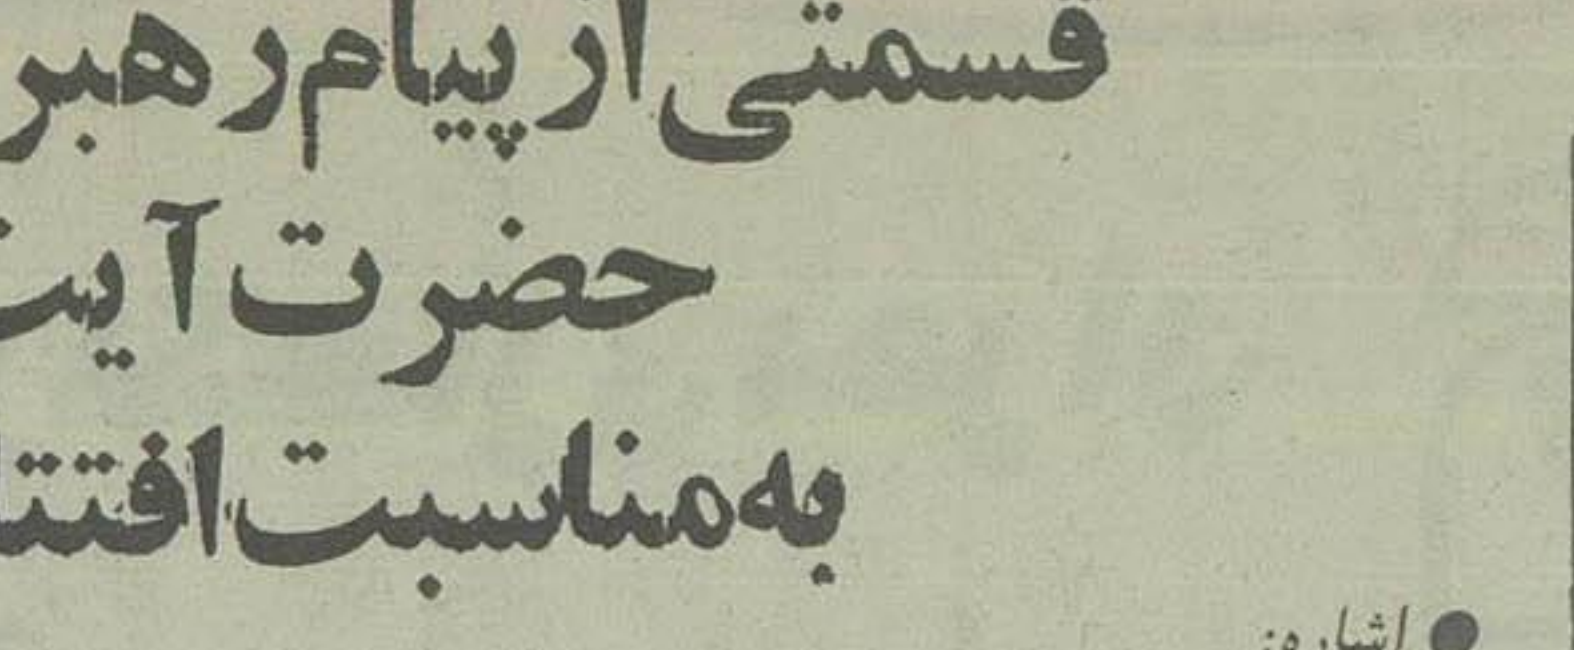 قسمتی از پیام رهبر
حضرت آیت
به مناسبت افتتا
● اشاره: